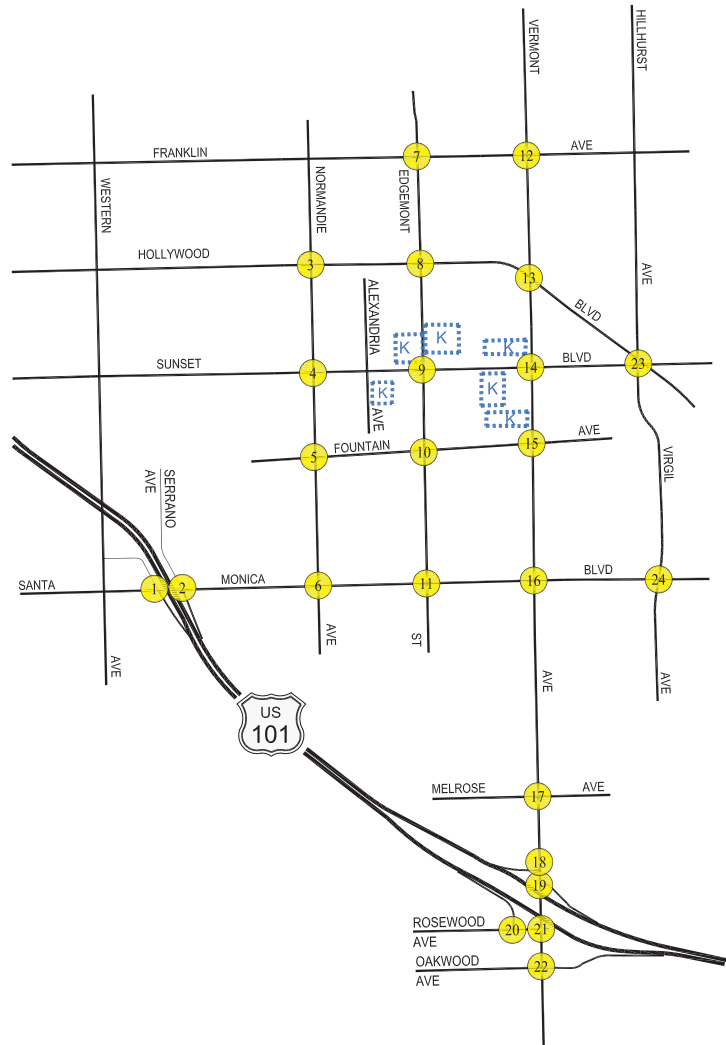 HILLHURST
VERMONT
7
12
FRANKLIN
AVE
WESTERN
NORMANDIE
EDGEMONT
HOLLYWOOD
3
8
13
AVE
ALEXANDRIA
BLVD
K
K
K
SUNSET
4
9
14
BLVD
23
K
K
AVE
K
5
FOUNTAIN
10
15
AVE
VIRGIL
SERRANO
AVE
SANTA
1
2
MONICA
6
11
16
BLVD
24
AVE
AVE
ST
AVE
AVE
US
101
MELROSE
17
AVE
18
19
ROSEWOOD
AVE
20
21
OAKWOOD
AVE
22